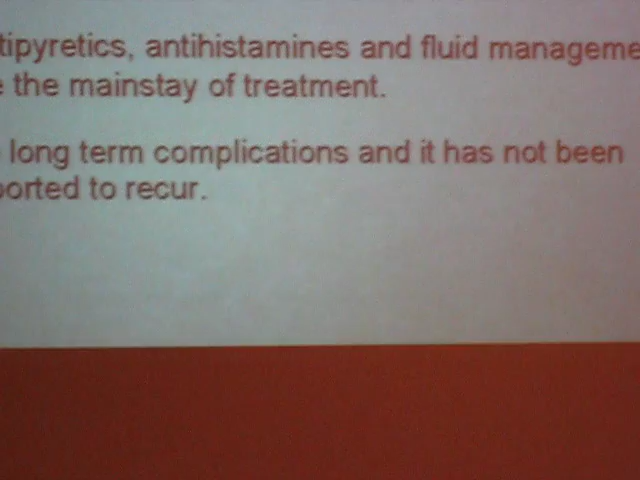 tipyretics, antihistamines and fluid manageme
e the mainstay of treatment.
long term complications and it has not been
ported to recur.